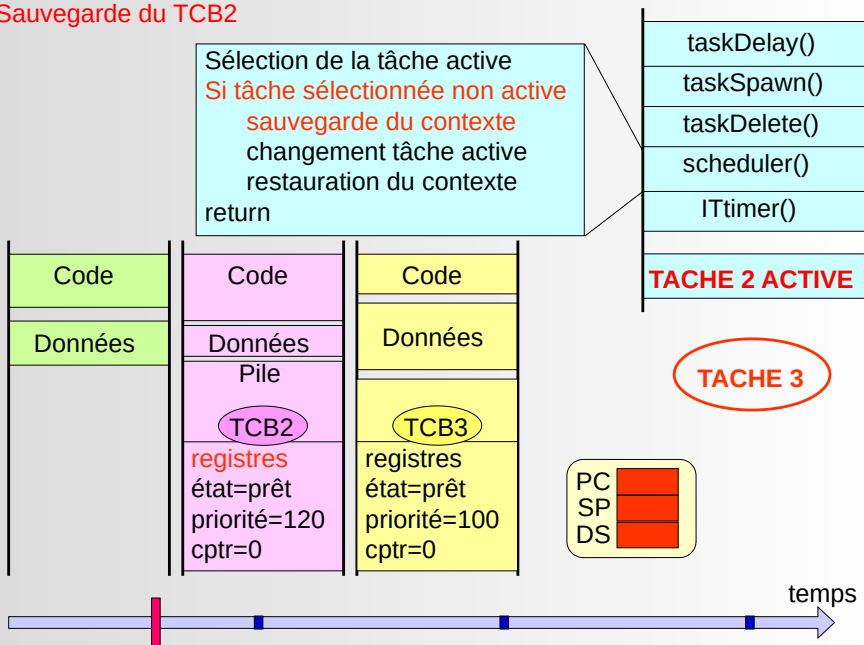 Sauvegarde du TCB2
Sélection de la tâche active
Si tâche sélectionnée non active
sauvegarde du contexte
changement tâche active
restauration du contexte
return
taskDelay()
taskSpawn()
taskDelete()
scheduler()
ITtimer()
TACHE 2 ACTIVE
TACHE 3
Code
Données
Code
Données
Pile
TCB2
registres
état=prêt
priorité=120
cptr=0
Code
Données
TCB3
registres
état=prêt
priorité=100
cptr=0
PC
SP
DS
temps